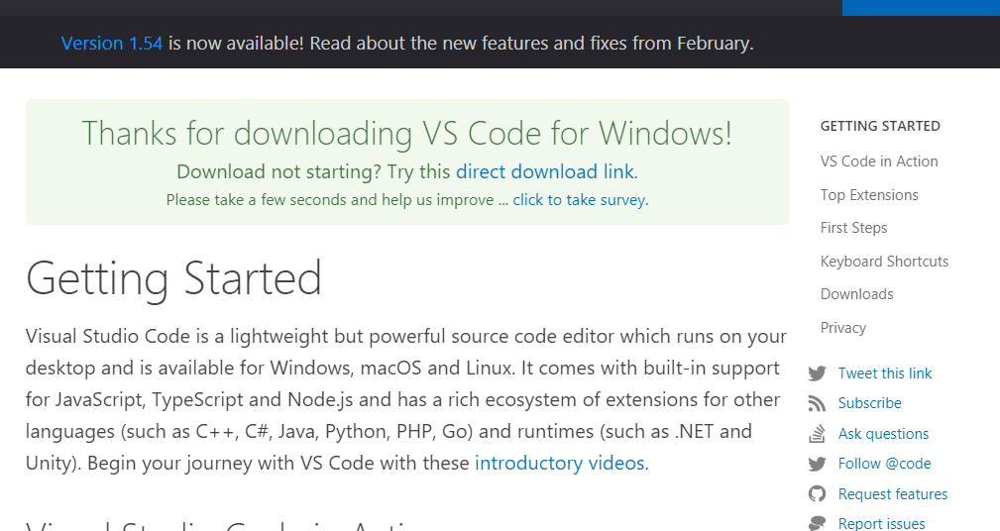 Version 1.54 is now available! Read about the new features and fixes from February.
Thanks for downloading VS Code for Windows!
Download not starting? Try this direct download link.
Please take a few seconds and help us improve ... click to take survey.
Getting Started
Visual Studio Code is a lightweight but powerful source code editor which runs on your
desktop and is available for Windows, macOS and Linux. It comes with built-in support
for JavaScript, TypeScript and Node.js and has a rich ecosystem of extensions for other
languages (such as C++, C#, Java, Python, PHP, Go) and runtimes (such as .NET and
Unity). Begin your journey with VS Code with these introductory videos.
Visual Studio Code in Action
GETTING STARTED
VS Code in Action
Top Extensions
First Steps
Keyboard Shortcuts
Downloads
Privacy
Tweet this link
Subscribe
Ask questions
Follow @code
Request features
Report issues